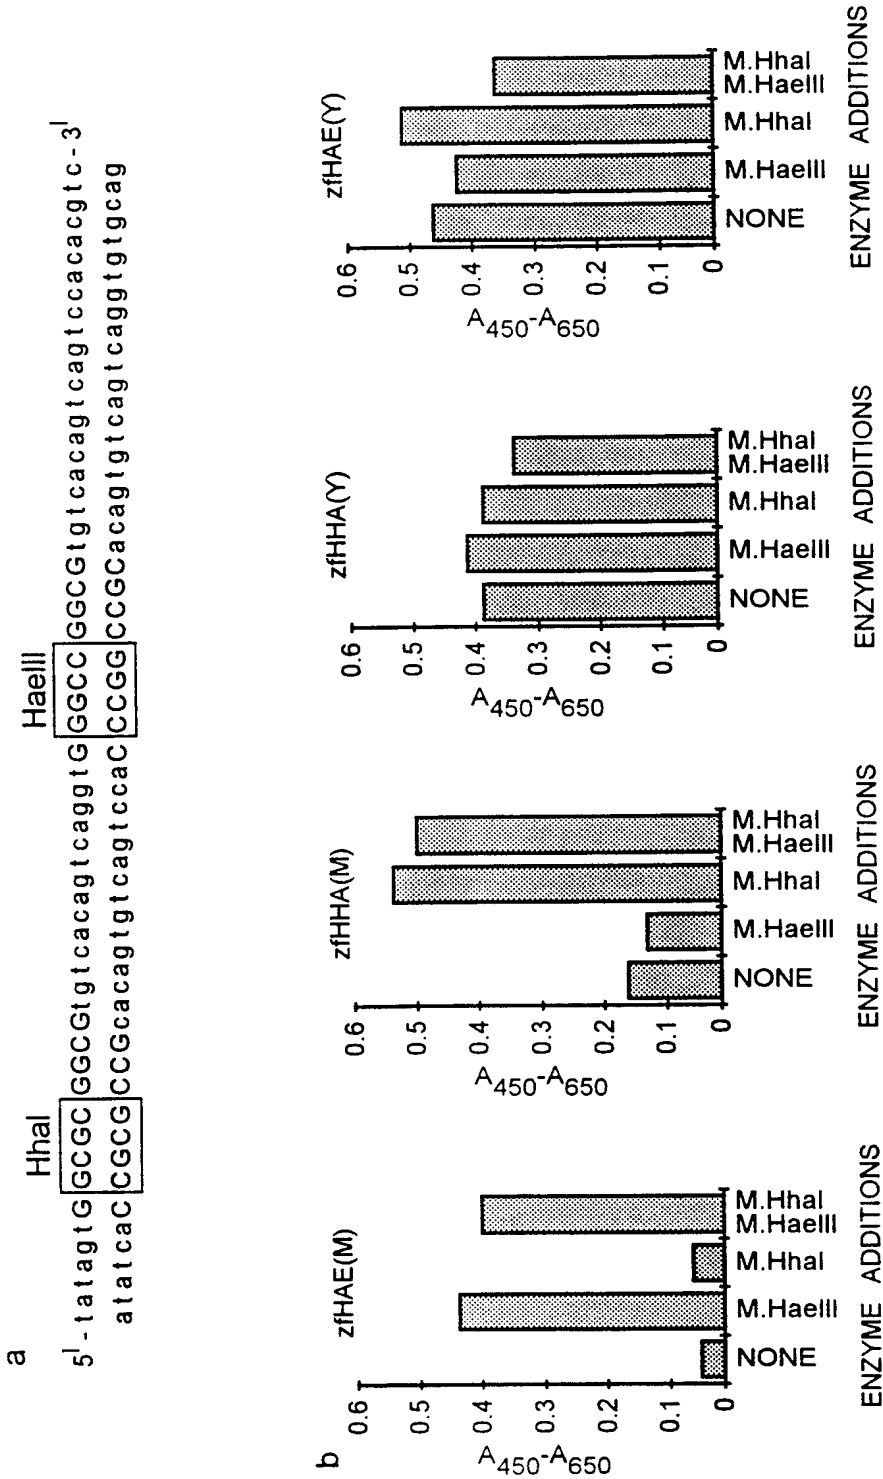 a
HhaI HaeIII
5ˡ-tatagtG GCGC GGCGtgtcacagtcaggtG GGCC GGCGtgtcacagtcagtccacacgtc-3ˡ
atatcaC CGCG CCGcacagtgtcagtccaC CCGG CCGCacagtgtcagtcaggtgtgcag
b
zfHAE(M)
A450-A650
0.6
0.5
0.4
0.3
0.2
0.1
0
NONE
M.HaeIII
M.HhaI
M.HhaI
M.HaeIII
ENZYME ADDITIONS
zfHHA(M)
A450-A650
0.6
0.5
0.4
0.3
0.2
0.1
0
NONE
M.HaeIII
M.HhaI
M.HhaI
M.HaeIII
ENZYME ADDITIONS
zfHHA(Y)
A450-A650
0.6
0.5
0.4
0.3
0.2
0.1
0
NONE
M.HaeIII
M.HhaI
M.HhaI
M.HaeIII
ENZYME ADDITIONS
zfHAE(Y)
A450-A650
0.6
0.5
0.4
0.3
0.2
0.1
0
NONE
M.HaeIII
M.HhaI
M.HhaI
M.HaeIII
ENZYME ADDITIONS